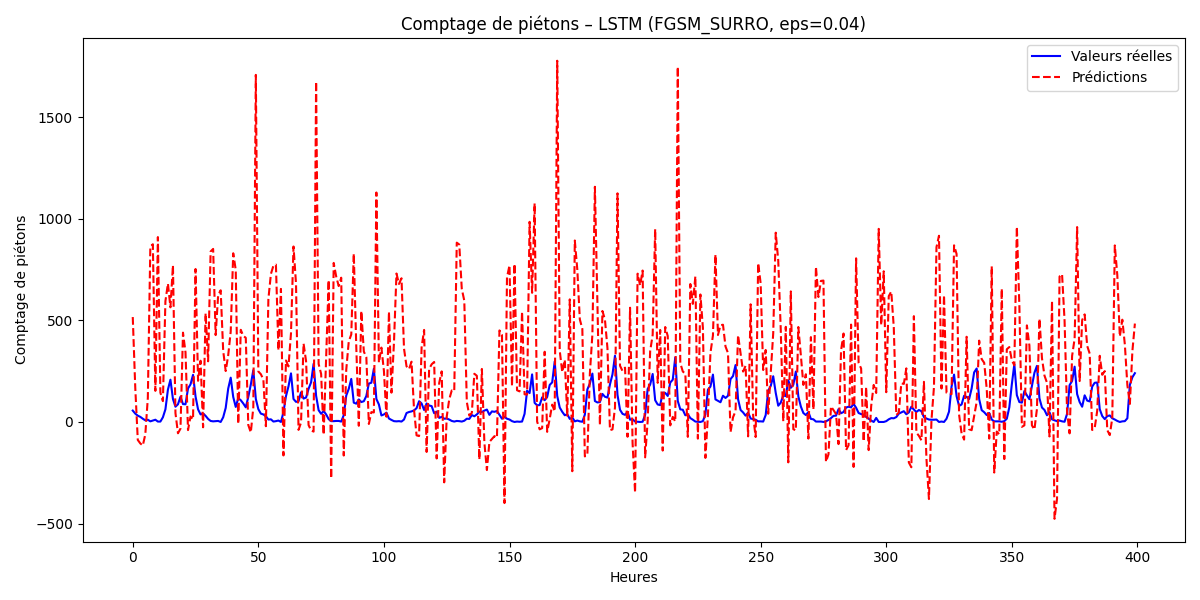 Comptage de piétons – LSTM (FGSM_SURRO, eps=0.04)
Valeurs réelles
Prédictions
Comptage de piétons
1500
1000
500
0
−500
0 50 100 150 200 250 300 350 400
Heures